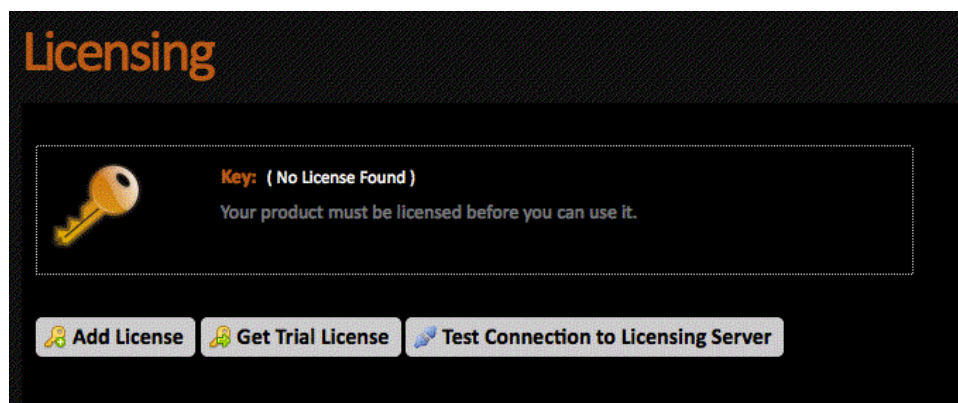 Licensing
Key: ( No License Found )
Your product must be licensed before you can use it.
Add License
Get Trial License
Test Connection to Licensing Server